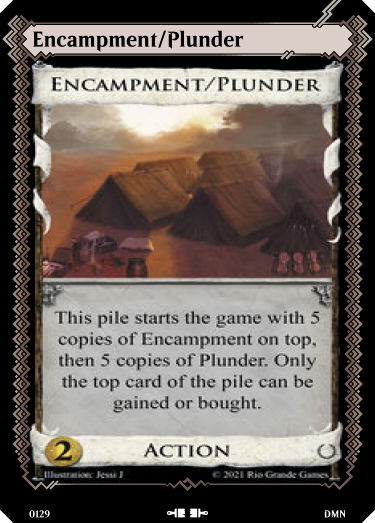 Encampment/Plunder
ENCAMPMENT/PLUNDER
This pile starts the game with 5
copies of Encampment on top,
then 5 copies of Plunder. Only
the top card of the pile can be
gained or bought.
2
ACTION
Illustration: Jessi J
© 2021 Rio Grande Games
0129
DMN